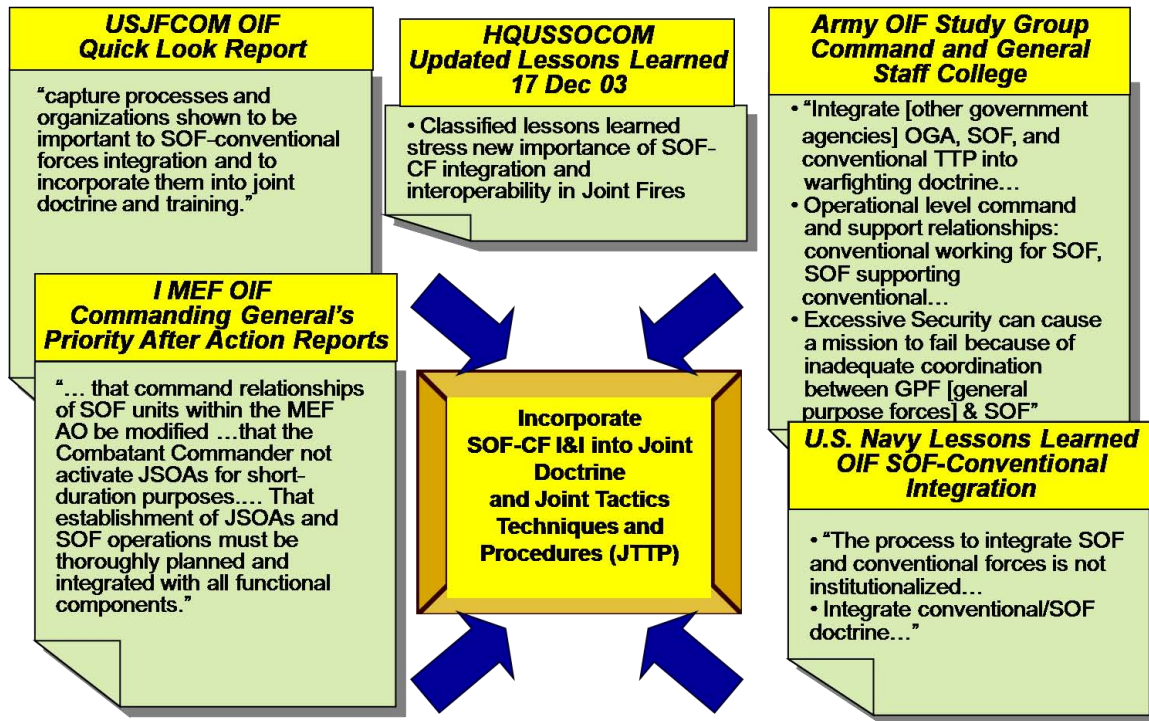 USJFCOM OIF
Quick Look Report
“capture processes and
organizations shown to be
important to SOF-conventional
forces integration and to
incorporate them into joint
doctrine and training.”
I MEF OIF
Commanding General’s
Priority After Action Reports
“… that command relationships
of SOF units within the MEF
AO be modified …that the
Combatant Commander not
activate JSOAs for short-
duration purposes.… That
establishment of JSOAs and
SOF operations must be
thoroughly planned and
integrated with all functional
components.”
HQUSSOCOM
Updated Lessons Learned
17 Dec 03
• Classified lessons learned
stress new importance of SOF-
CF integration and
interoperability in Joint Fires
Incorporate
SOF-CF I&I into Joint
Doctrine
and Joint Tactics
Techniques and
Procedures (JTTP)
Army OIF Study Group
Command and General
Staff College
• “Integrate [other government
agencies] OGA, SOF, and
conventional TTP into
warfighting doctrine…
• Operational level command
and support relationships:
conventional working for SOF,
SOF supporting
conventional…
• Excessive Security can cause
a mission to fail because of
inadequate coordination
between GPF [general
purpose forces] & SOF”
U.S. Navy Lessons Learned
OIF SOF-Conventional
Integration
• “The process to integrate SOF
and conventional forces is not
institutionalized…
• Integrate conventional/SOF
doctrine…”